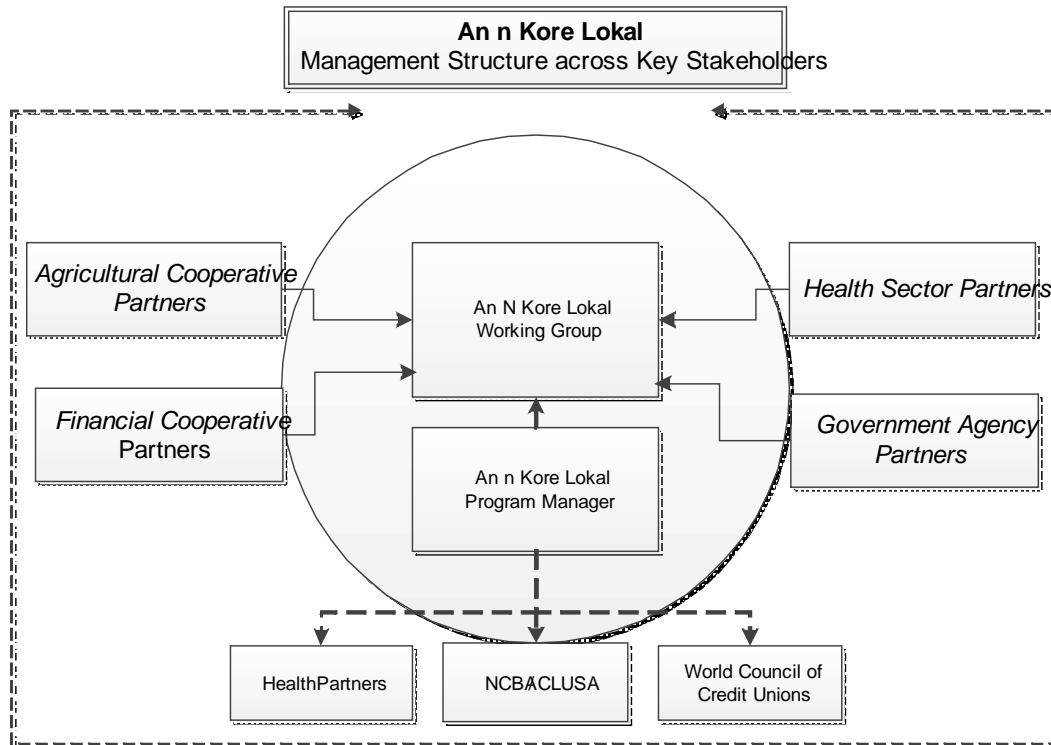 An n Kore Lokal
Management Structure across Key Stakeholders
Agricultural Cooperative
Partners
An N Kore Lokal
Working Group
Health Sector Partners
Financial Cooperative
Partners
An n Kore Lokal
Program Manager
Government Agency
Partners
HealthPartners
NCBA/CLUSA
World Council of
Credit Unions